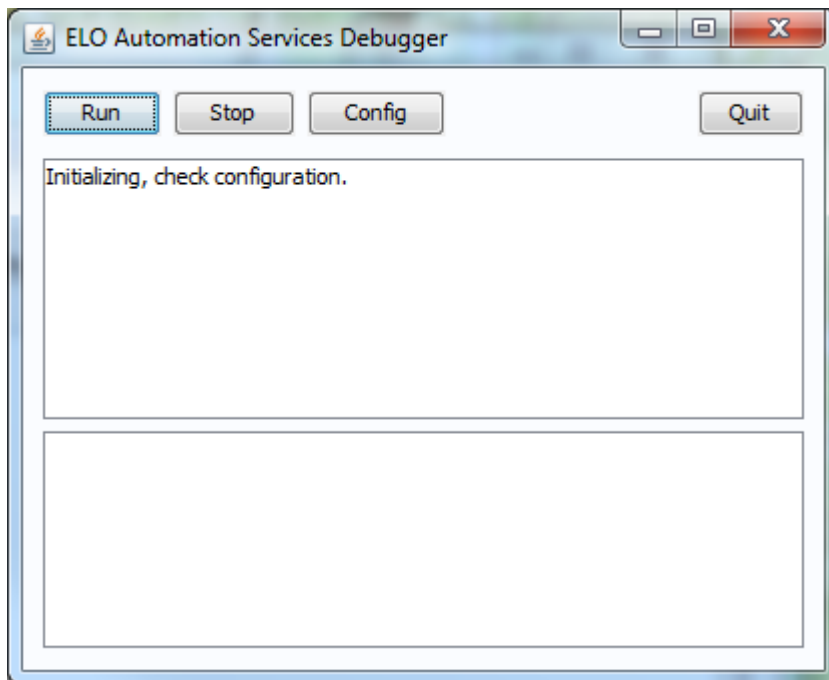 ELO Automation Services Debugger
Run Stop Config Quit
Initializing, check configuration.